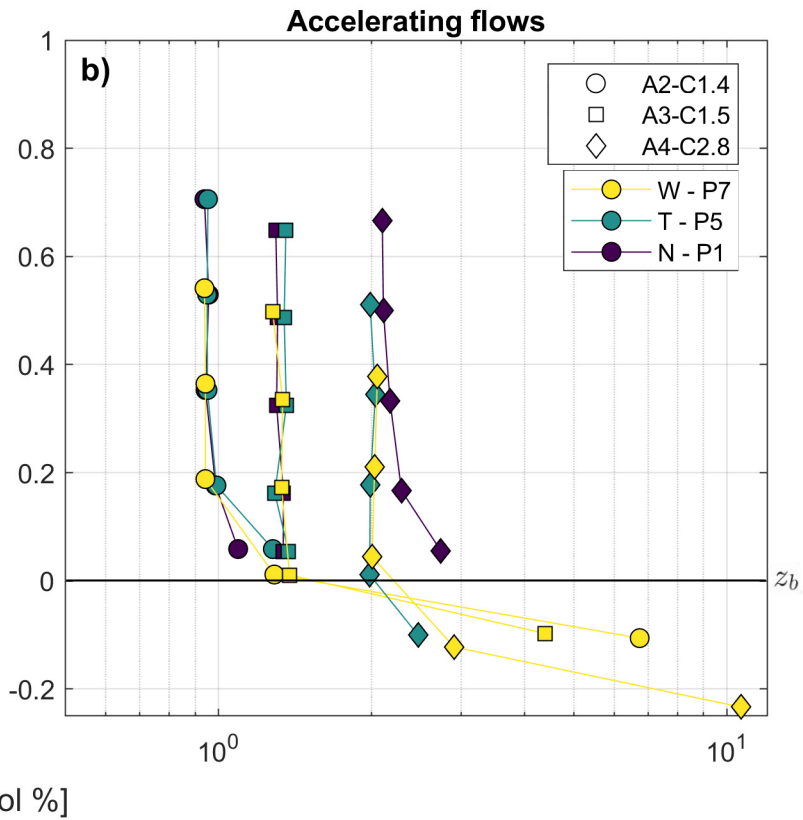 Accelerating flows
b)
A2-C1.4
A3-C1.5
A4-C2.8
W - P7
T - P5
N - P1
1
0.8
0.6
0.4
0.2
0
-0.2
z_b
10^0
10^1
ol %]